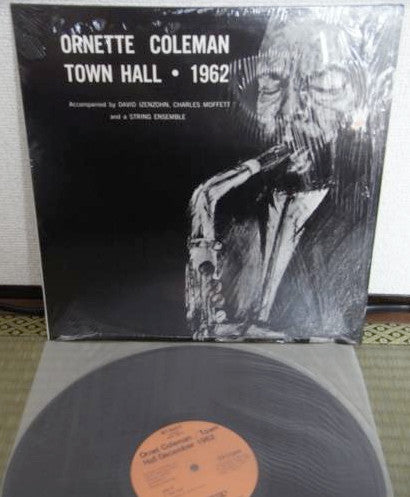 ORNETTE COLEMAN
TOWN HALL • 1962
Accompanied by DAVID IZENZOHN, CHARLES MOFFETT
and a STRING ENSEMBLE
Ornet Coleman - Town
Hall December 1962